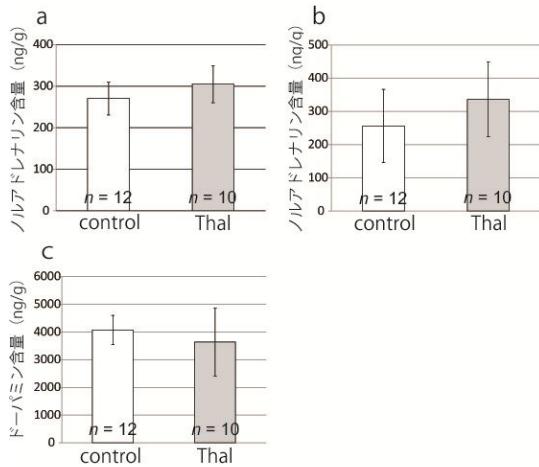 a
ノルアドレナリン含量 (ng/g)
400
300
200
100
0
n = 12
n = 10
control
Thal
b
ノルアドレナリン含量 (ng/g)
500
400
300
200
100
0
n = 12
n = 10
control
Thal
c
ドーパミン含量 (ng/g)
6000
5000
4000
3000
2000
1000
0
n = 12
n = 10
control
Thal